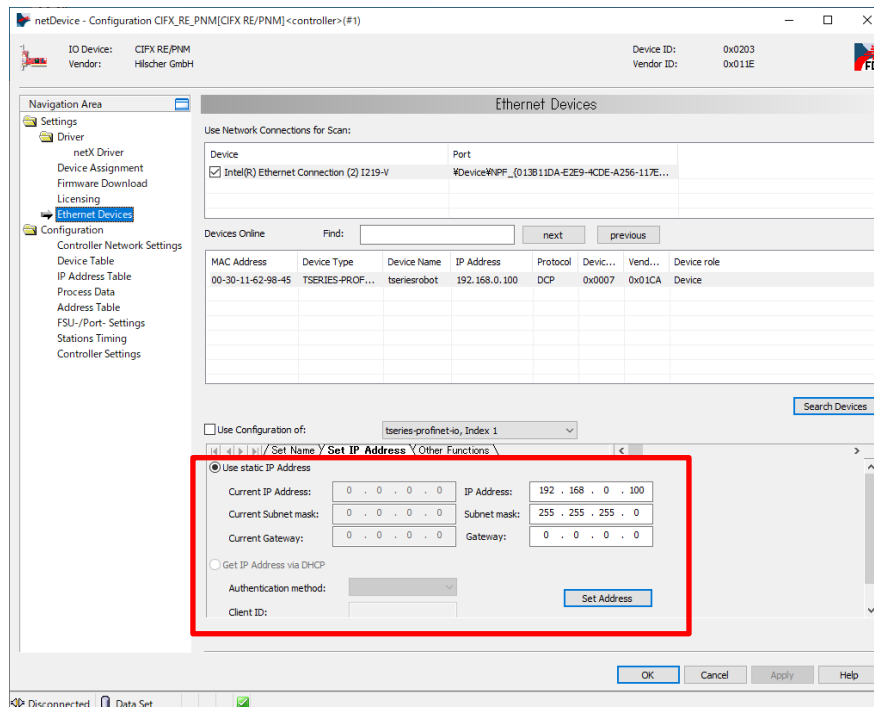 netDevice - Configuration CIFX_RE_PNM[CIFX RE/PNM]<controller>(#1)
IO Device: CIFX RE/PNM Device ID: 0x0203
Vendor: Hilscher GmbH Vendor ID: 0x011E
Navigation Area
Settings
Driver
netX Driver
Device Assignment
Firmware Download
Licensing
Ethernet Devices
Configuration
Controller Network Settings
Device Table
IP Address Table
Process Data
Address Table
FSU-/Port- Settings
Stations Timing
Controller Settings
Ethernet Devices
Use Network Connections for Scan:
Device Port
Intel(R) Ethernet Connection (2) I219-V ¥Device¥NPF_{013B11DA-E2E9-4CDE-A256-117E...
Devices Online Find: next previous
MAC Address Device Type Device Name IP Address Protocol Devic... Vend... Device role
00-30-11-62-98-45 TSERIES-PROF... tseriesrobot 192.168.0.100 DCP 0x0007 0x01CA Device
Search Devices
Use Configuration of: tseries-profinet-io, Index 1
Set Name Set IP Address Other Functions
Use static IP Address
Current IP Address: 0 . 0 . 0 . 0 IP Address: 192 . 168 . 0 . 100
Current Subnet mask: 0 . 0 . 0 . 0 Subnet mask: 255 . 255 . 255 . 0
Current Gateway: 0 . 0 . 0 . 0 Gateway: 0 . 0 . 0 . 0
Get IP Address via DHCP
Authentication method:
Set Address
Client ID:
OK Cancel Apply Help
Disconnected Data Set